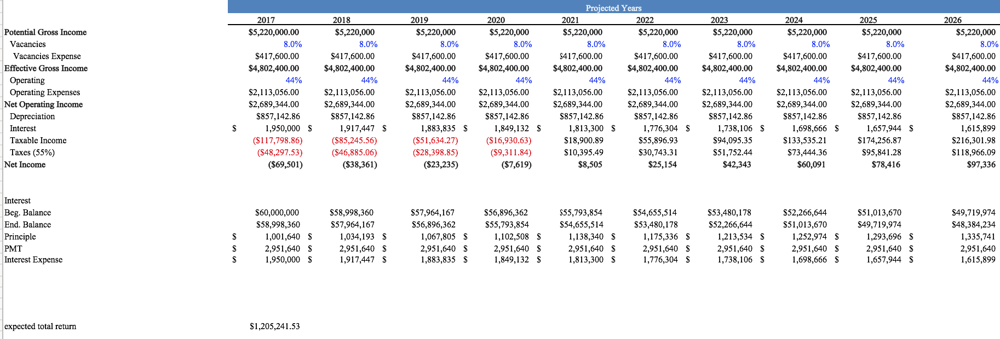 Projected Years
2017 2018 2019 2020 2021 2022 2023 2024 2025 2026
Potential Gross Income $5,220,000.00 $5,220,000 $5,220,000 $5,220,000 $5,220,000 $5,220,000 $5,220,000 $5,220,000 $5,220,000 $5,220,000
Vacancies 8.0% 8.0% 8.0% 8.0% 8.0% 8.0% 8.0% 8.0% 8.0% 8.0%
Vacancies Expense $417,600.00 $417,600.00 $417,600.00 $417,600.00 $417,600.00 $417,600.00 $417,600.00 $417,600.00 $417,600.00 $417,600.00
Effective Gross Income $4,802,400.00 $4,802,400.00 $4,802,400.00 $4,802,400.00 $4,802,400.00 $4,802,400.00 $4,802,400.00 $4,802,400.00 $4,802,400.00 $4,802,400.00
Operating 44% 44% 44% 44% 44% 44% 44% 44% 44% 44%
Operating Expenses $2,113,056.00 $2,113,056.00 $2,113,056.00 $2,113,056.00 $2,113,056.00 $2,113,056.00 $2,113,056.00 $2,113,056.00 $2,113,056.00 $2,113,056.00
Net Operating Income $2,689,344.00 $2,689,344.00 $2,689,344.00 $2,689,344.00 $2,689,344.00 $2,689,344.00 $2,689,344.00 $2,689,344.00 $2,689,344.00 $2,689,344.00
Depreciation $857,142.86 $857,142.86 $857,142.86 $857,142.86 $857,142.86 $857,142.86 $857,142.86 $857,142.86 $857,142.86 $857,142.86
Interest $ 1,950,000 $ 1,917,447 $ 1,883,835 $ 1,849,132 $ 1,813,300 $ 1,776,304 $ 1,738,106 $ 1,698,666 $ 1,657,944 $ 1,615,899
Taxable Income ($117,798.86) ($85,245.56) ($51,634.27) ($16,930.63) $18,900.89 $55,896.93 $94,095.35 $133,535.21 $174,256.87 $216,301.98
Taxes (55%) ($48,297.53) ($46,885.06) ($28,398.85) ($9,311.84) $10,395.49 $30,743.31 $51,752.44 $73,444.36 $95,841.28 $118,966.09
Net Income ($69,501) ($38,361) ($23,235) ($7,619) $8,505 $25,154 $42,343 $60,091 $78,416 $97,336
Interest
Beg. Balance $60,000,000 $58,998,360 $57,964,167 $56,896,362 $55,793,854 $54,655,514 $53,480,178 $52,266,644 $51,013,670 $49,719,974
End. Balance $58,998,360 $57,964,167 $56,896,362 $55,793,854 $54,655,514 $53,480,178 $52,266,644 $51,013,670 $49,719,974 $48,384,234
Principle $ 1,001,640 $ 1,034,193 $ 1,067,805 $ 1,102,508 $ 1,138,340 $ 1,175,336 $ 1,213,534 $ 1,252,974 $ 1,293,696 $ 1,335,741
PMT $ 2,951,640 $ 2,951,640 $ 2,951,640 $ 2,951,640 $ 2,951,640 $ 2,951,640 $ 2,951,640 $ 2,951,640 $ 2,951,640 $ 2,951,640
Interest Expense $ 1,950,000 $ 1,917,447 $ 1,883,835 $ 1,849,132 $ 1,813,300 $ 1,776,304 $ 1,738,106 $ 1,698,666 $ 1,657,944 $ 1,615,899
expected total return $1,205,241.53